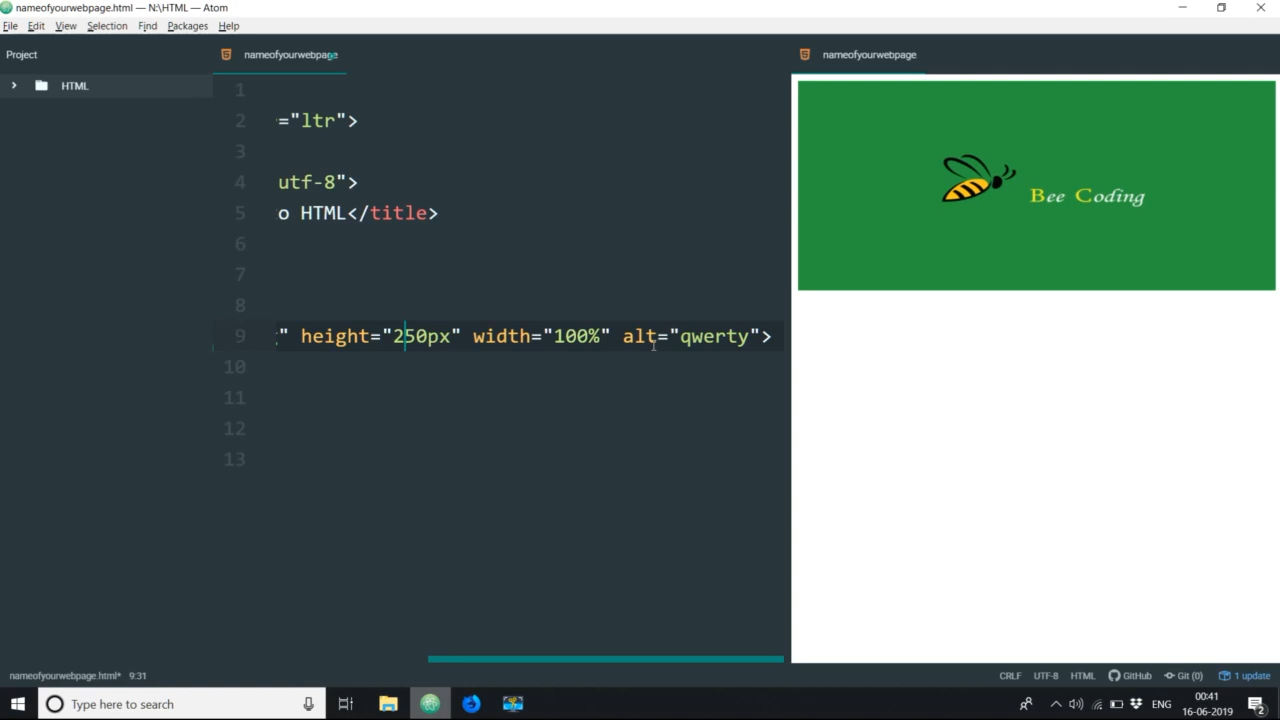 nameofyourwebpage.html — N:\HTML — Atom
File Edit View Selection Find Packages Help
Project
nameofyourwebpage
nameofyourwebpage
HTML
1
2 ="ltr">
3
4 utf-8">
5 o HTML</title>
6
7
8
9 " height="250px" width="100%" alt="qwerty">
10
11
12
13
Bee Coding
nameofyourwebpage.html* 9:31
CRLF UTF-8 HTML GitHub Git (0) 1 update
Type here to search
ENG
00:41
16-06-2019
2